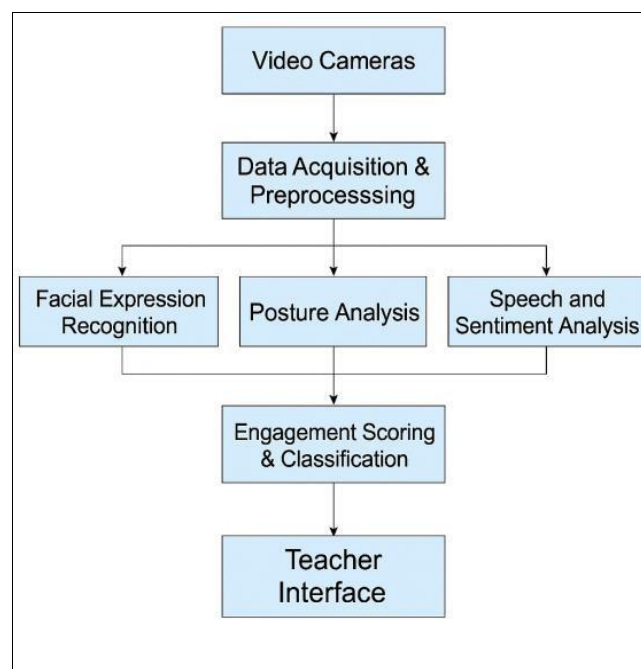 Video Cameras
Data Acquisition &
Preprocesssing
Facial Expression
Recognition
Posture Analysis
Speech and
Sentiment Analysis
Engagement Scoring
& Classification
Teacher
Interface